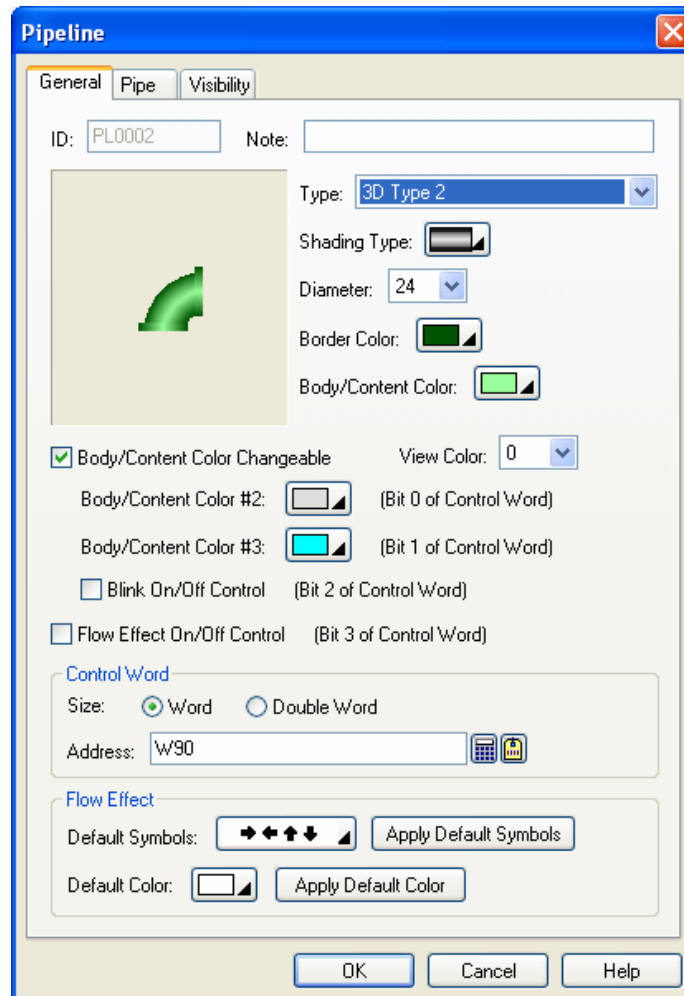 Pipeline
General Pipe Visibility
ID: PL0002 Note:
Type: 3D Type 2
Shading Type:
Diameter: 24
Border Color:
Body/Content Color:
Body/Content Color Changeable View Color: 0
Body/Content Color #2: (Bit 0 of Control Word)
Body/Content Color #3: (Bit 1 of Control Word)
Blink On/Off Control (Bit 2 of Control Word)
Flow Effect On/Off Control (Bit 3 of Control Word)
Control Word
Size: Word Double Word
Address: W90
Flow Effect
Default Symbols: Apply Default Symbols
Default Color: Apply Default Color
OK Cancel Help